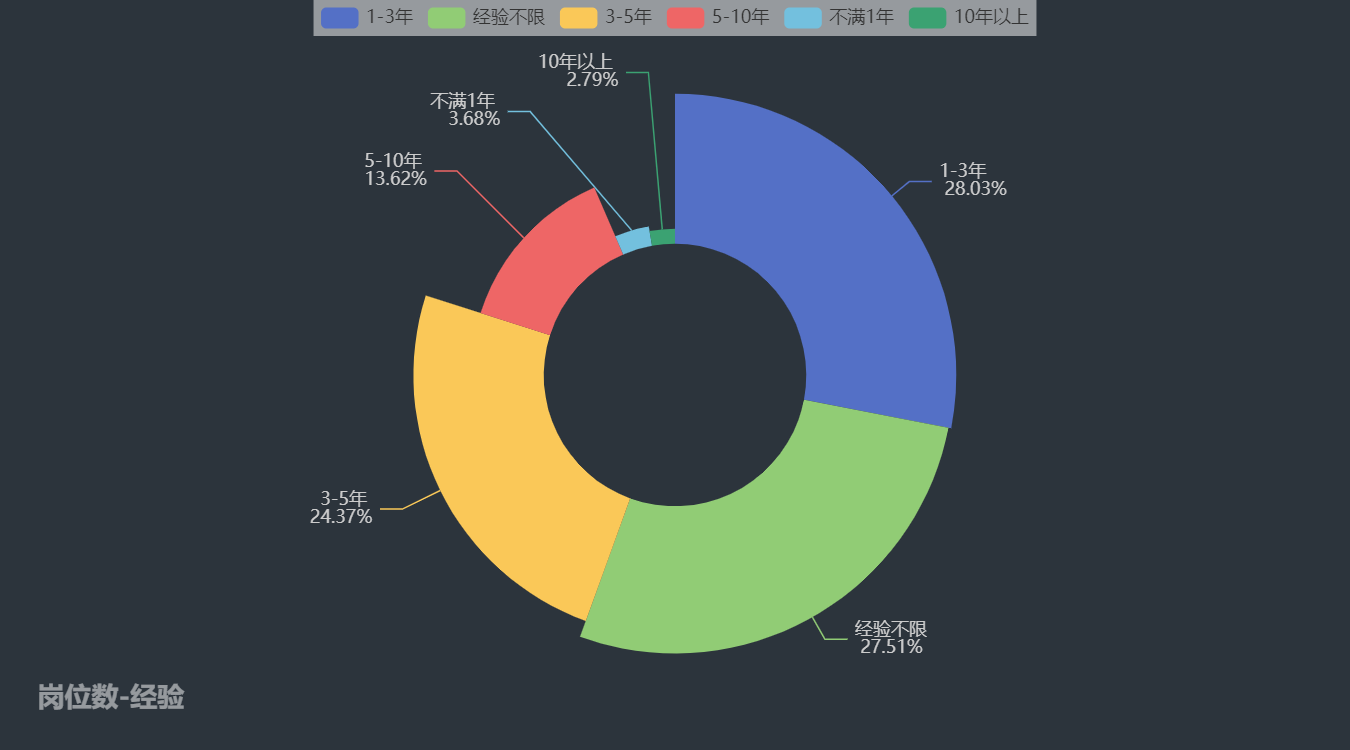 1-3年 经验不限 3-5年 5-10年 不满1年 10年以上
10年以上
2.79%
不满1年
3.68%
5-10年
13.62%
1-3年
28.03%
3-5年
24.37%
经验不限
27.51%
岗位数-经验